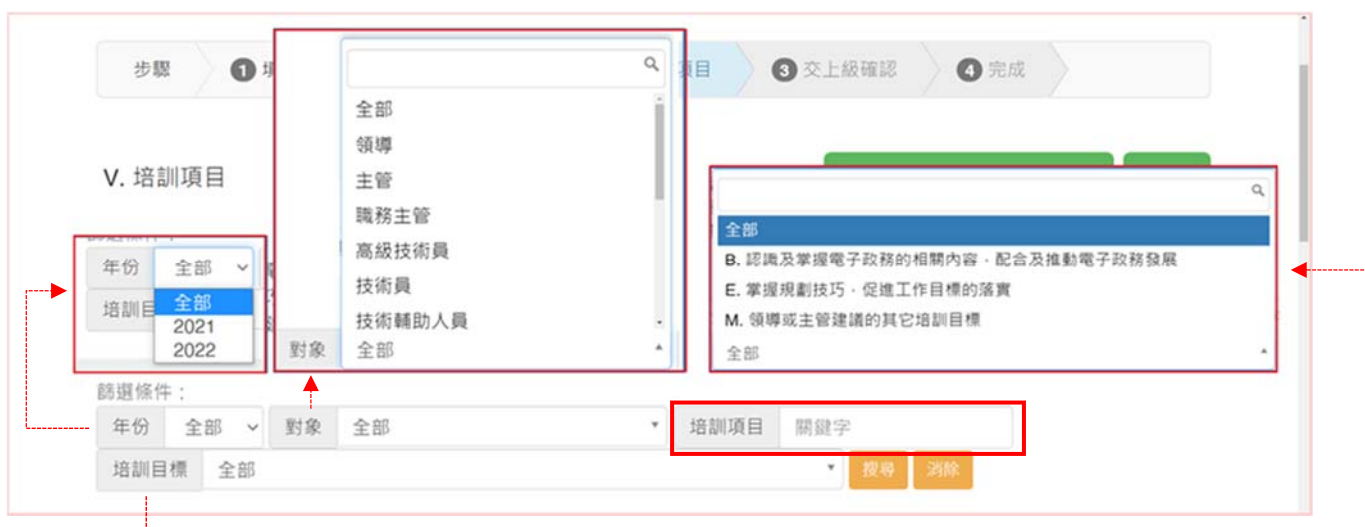 步驟
1
項目
3 交上級確認
4 完成
全部
領導
主管
職務主管
高級技術員
技術員
技術輔助人員
對象 全部
V. 培訓項目
全部
B. 認識及掌握電子政務的相關內容，配合及推動電子政務發展
E. 掌握規劃技巧，促進工作目標的落實
M. 領導或主管建議的其它培訓目標
全部
年份 全部
培訓目
全部
2021
2022
篩選條件：
年份 全部 對象 全部 培訓項目 關鍵字
培訓目標 全部 搜尋 消除